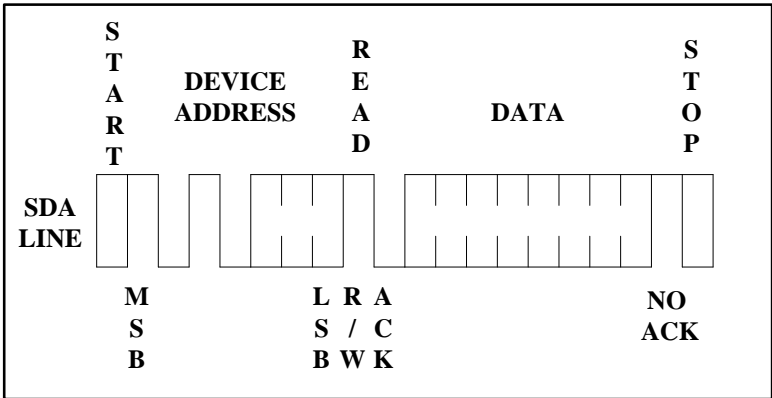 START
DEVICE
ADDRESS
READ
DATA
STOP
SDA
LINE
MSB
LSB
R/W
ACK
NO
ACK